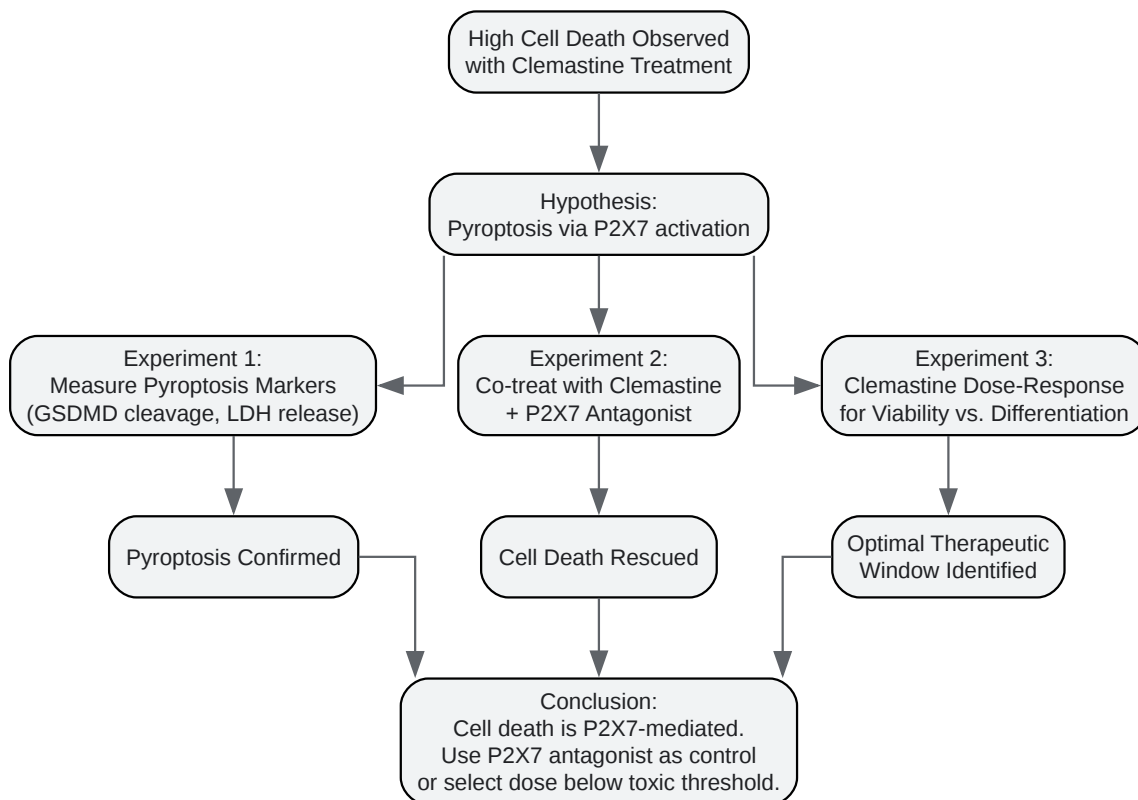 High Cell Death Observed
with Clemastine Treatment
Hypothesis:
Pyroptosis via P2X7 activation
Experiment 1:
Measure Pyroptosis Markers
(GSDMD cleavage, LDH release)
Experiment 2:
Co-treat with Clemastine
+ P2X7 Antagonist
Experiment 3:
Clemastine Dose-Response
for Viability vs. Differentiation
Pyroptosis Confirmed
Cell Death Rescued
Optimal Therapeutic
Window Identified
Conclusion:
Cell death is P2X7-mediated.
Use P2X7 antagonist as control
or select dose below toxic threshold.